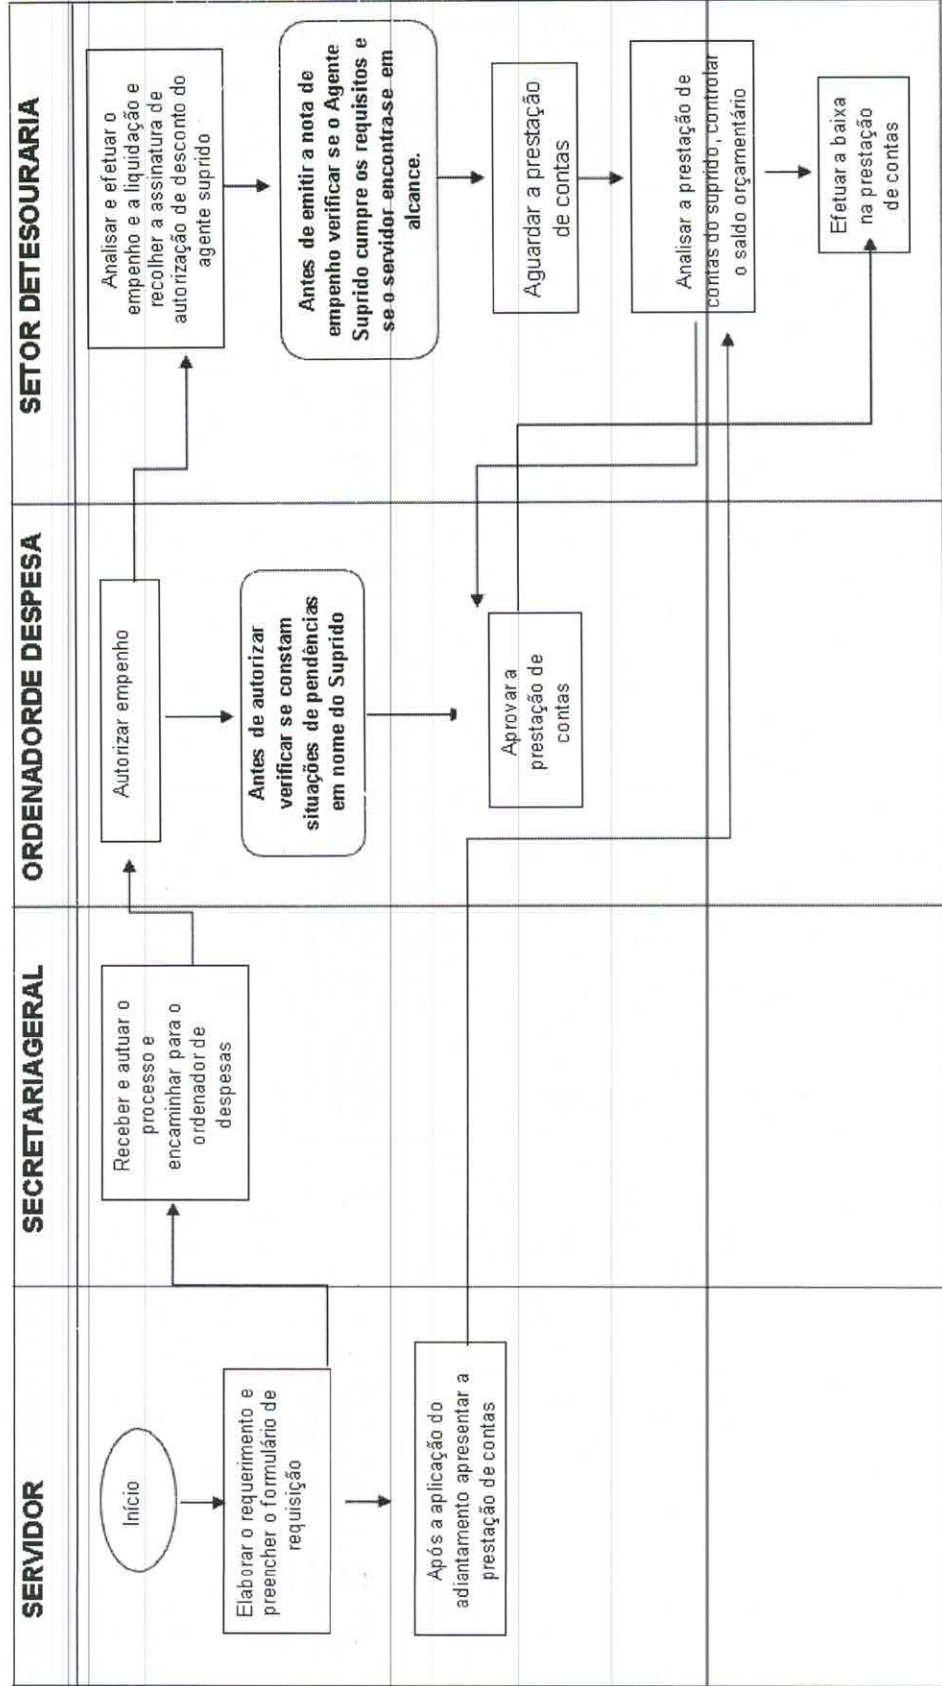 SERVIDOR
SECRETARIAGERAL
ORDENADORDE DESPESA
SETOR DETESOURARIA
Início
Elaborar o requerimento e
preencher o formulário de
requisição
Após a aplicação do
adiantamento apresentar a
prestação de contas
Receber e autuar o
processo e
encaminhar para o
ordenador de
despesas
Autorizar empenho
Antes de autorizar
verificar se constam
situações de pendências
em nome do Suprido
Aprovar a
prestação de
contas
Analisar e efetuar o
empenho e a liquidação e
recolher a assinatura de
autorização de desconto do
agente suprido
Antes de emitir a nota de
empenho verificar se o Agente
Suprido cumpre os requisitos e
se o servidor encontra-se em
alcance.
Aguardar a prestação
de contas
Analisar a prestação de
contas do suprido, controlar
o saldo orçamentário
Efetuar a baixa
na prestação
de contas